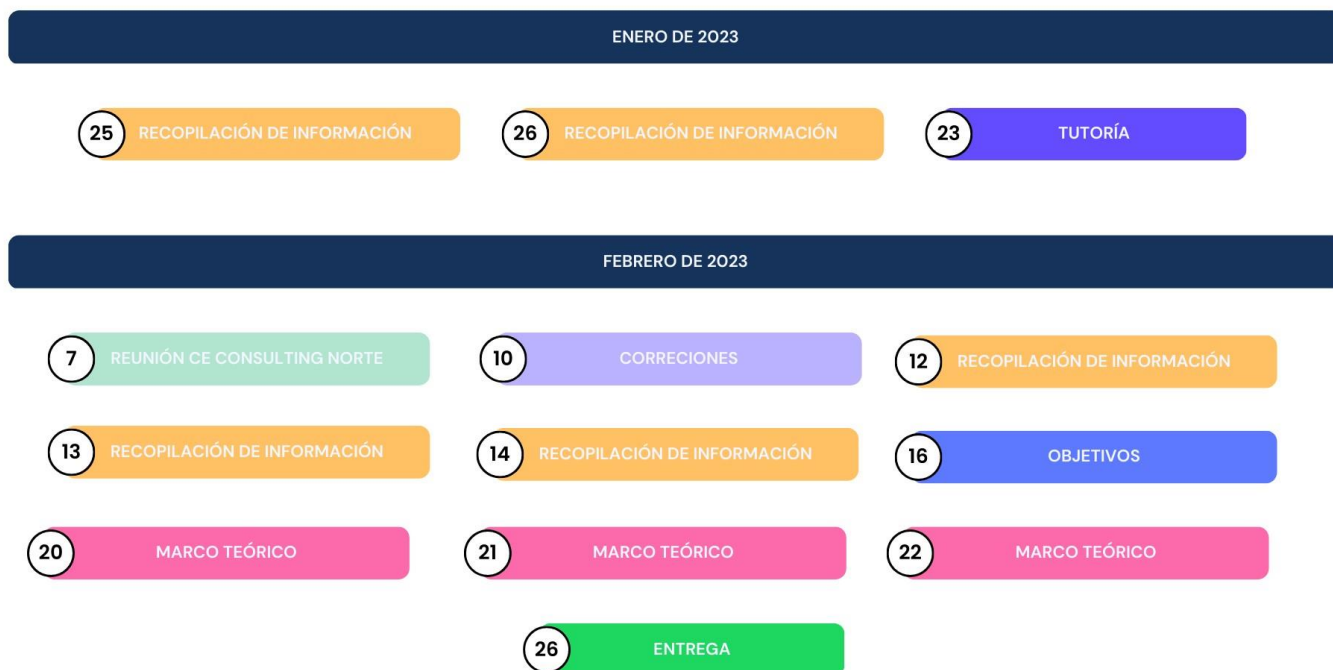 ENERO DE 2023
25 RECOPILACIÓN DE INFORMACIÓN
26 RECOPILACIÓN DE INFORMACIÓN
23 TUTORÍA
FEBRERO DE 2023
7 REUNIÓN CE CONSULTING NORTE
10 CORRECIONES
12 RECOPILACIÓN DE INFORMACIÓN
13 RECOPILACIÓN DE INFORMACIÓN
14 RECOPILACIÓN DE INFORMACIÓN
16 OBJETIVOS
20 MARCO TEÓRICO
21 MARCO TEÓRICO
22 MARCO TEÓRICO
26 ENTREGA